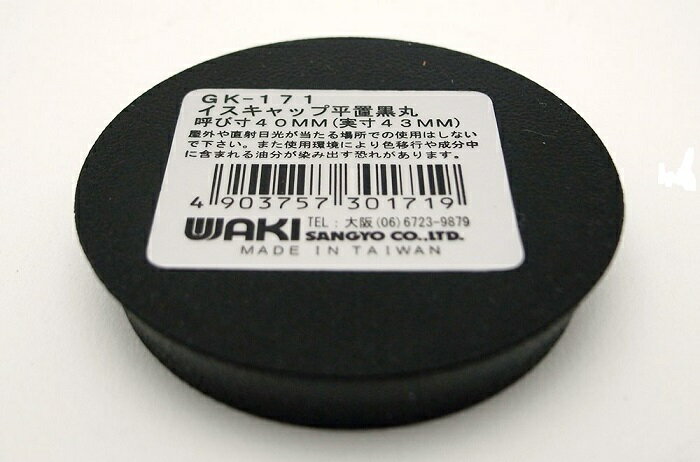 GK-171
イスキャップ平置黒丸
呼び寸40MM(実寸43MM)
屋外や直射日光が当たる場所での使用はしない
で下さい。また使用環境により色移行や成分中
に含まれる油分が染み出す恐れがあります。
4 903757 301719
WAKI TEL：大阪(06)6723-9879
SANGYO CO.,LTD.
MADE IN TAIWAN